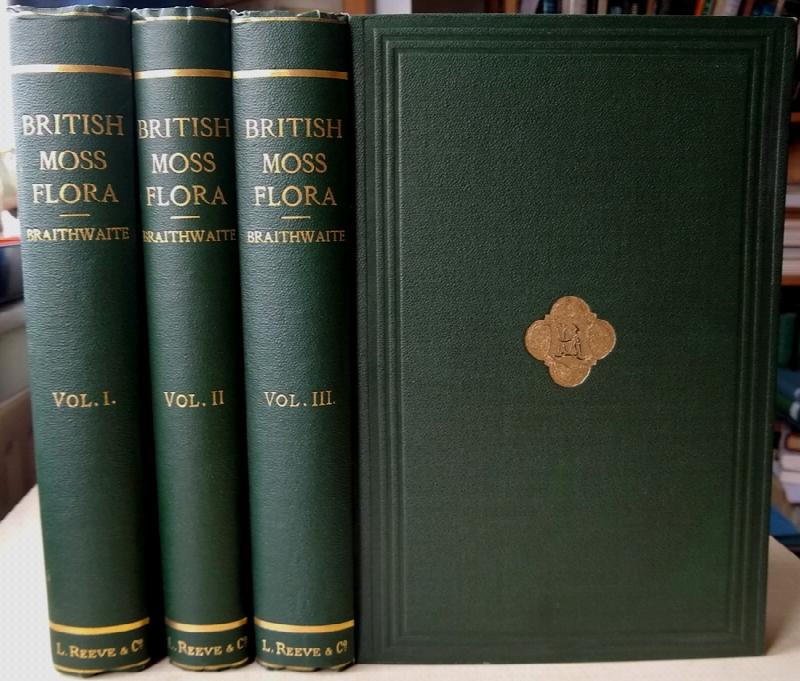 BRITISH
MOSS
FLORA
BRAITHWAITE
VOL. I.
L. REEVE & Cº
BRITISH
MOSS
FLORA
BRAITHWAITE
VOL. II
L. REEVE & Cº
BRITISH
MOSS
FLORA
BRAITHWAITE
VOL. III.
L. REEVE & Cº